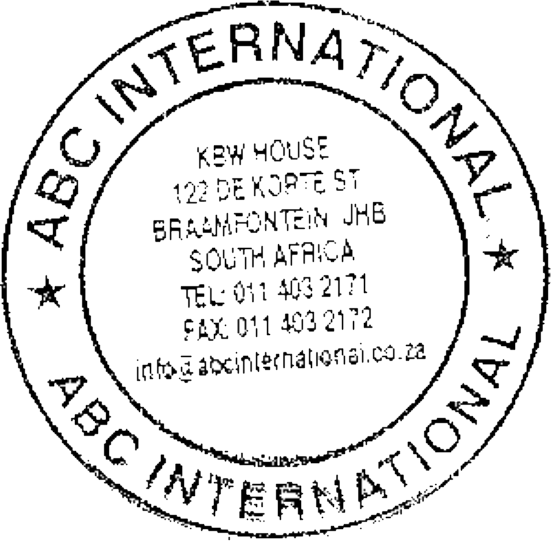 ABC INTERNATIONAL
KBW HOUSE
122 DE KORTE ST
BRAAMFONTEIN JHB
SOUTH AFRICA
TEL: 011 403 2171
FAX: 011 403 2172
info@abcinternational.co.za
ABC INTERNATIONAL